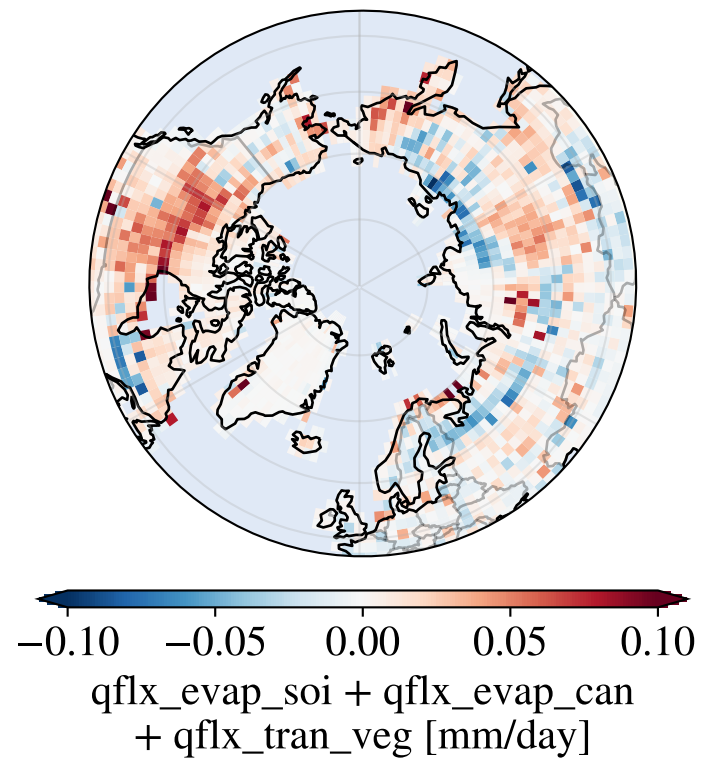 −0.10 −0.05 0.00 0.05 0.10
qflx_evap_soi + qflx_evap_can
+ qflx_tran_veg [mm/day]